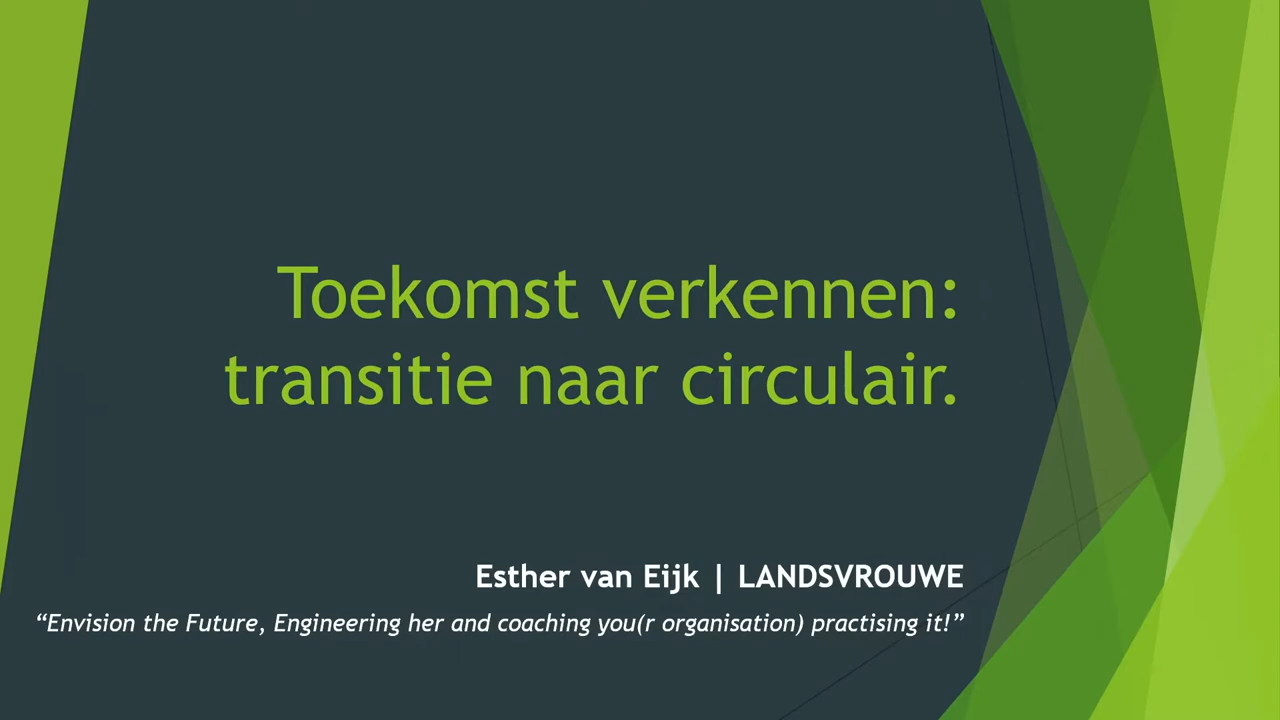 Toekomst verkennen:
transitie naar circulair.
Esther van Eijk | LANDSVROUWE
“Envision the Future, Engineering her and coaching you(r organisation) practising it!”